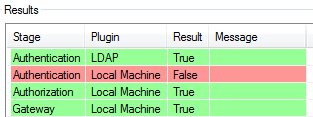 Results
Stage Plugin Result Message
Authentication LDAP True
Authentication Local Machine False
Authorization Local Machine True
Gateway Local Machine True